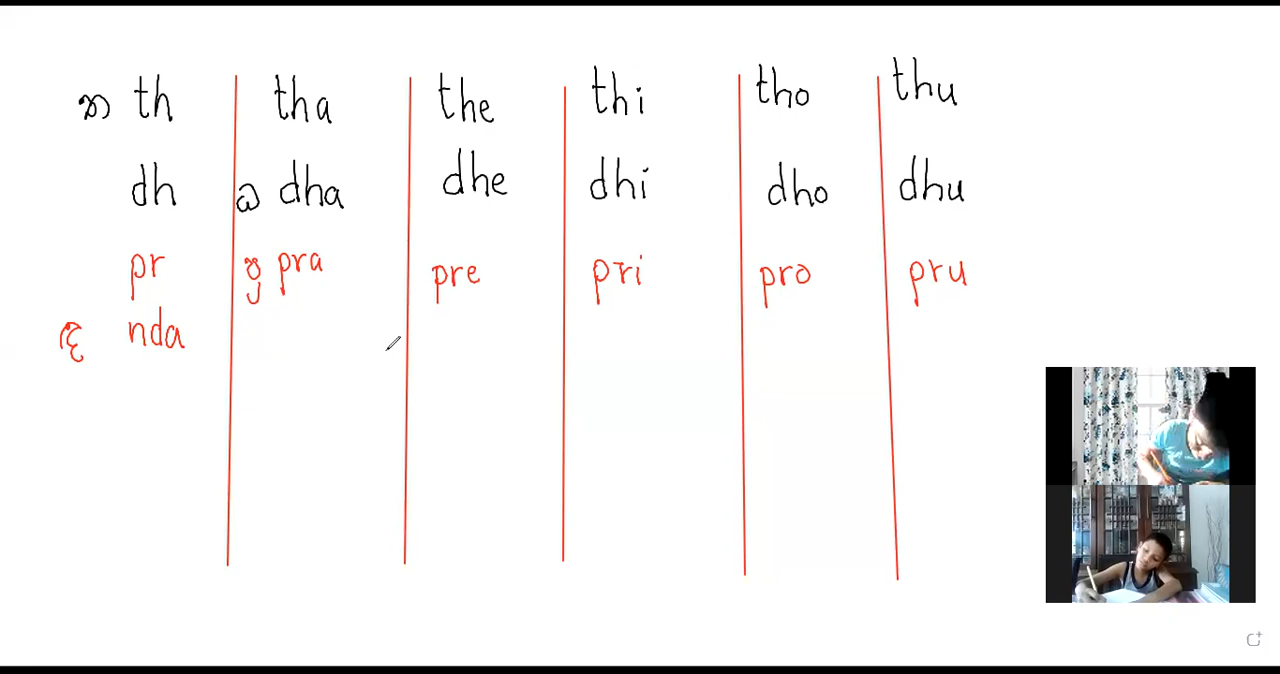 ත th tha the thi tho thu
dh ධ dha dhe dhi dho dhu
pr ප්‍ර pra pre pri pro pru
ඳ nda